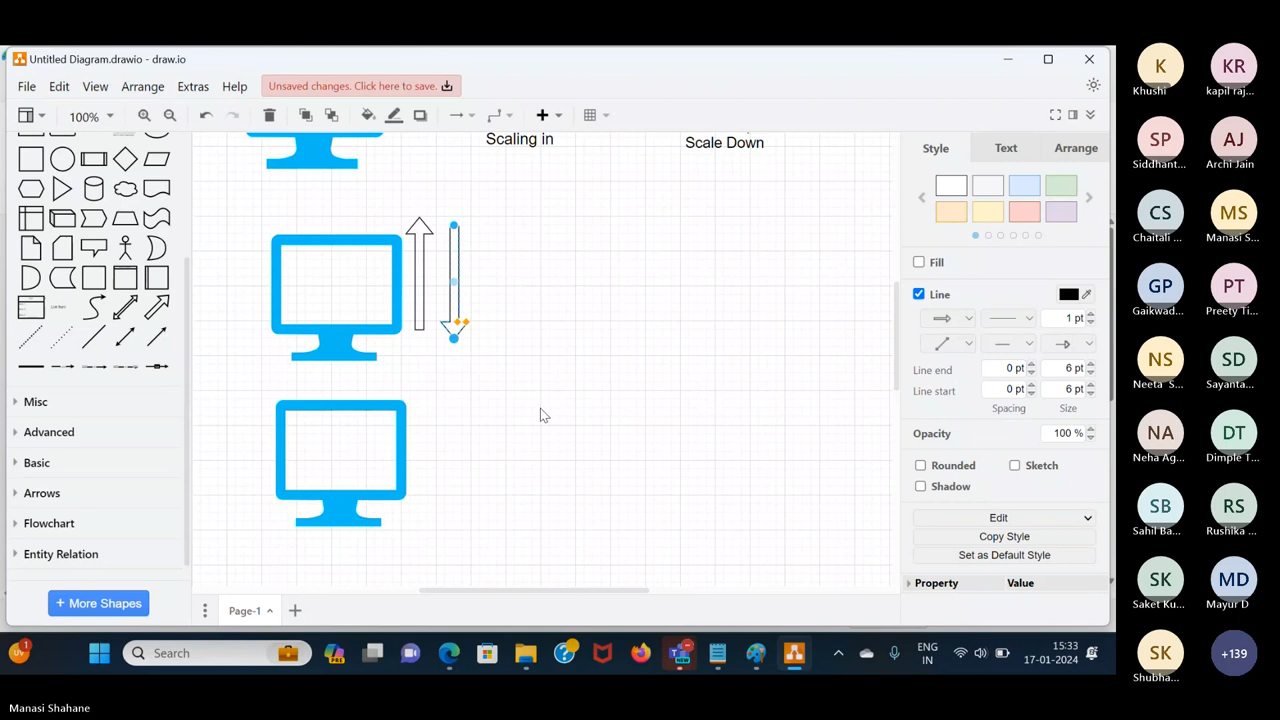 Untitled Diagram.drawio - draw.io
File Edit View Arrange Extras Help
Unsaved changes. Click here to save.
100%
Scaling in
Scale Down
Misc
Advanced
Basic
Arrows
Flowchart
Entity Relation
+ More Shapes
Page-1
Style Text Arrange
Fill
Line
1 pt
Line end 0 pt 6 pt
Line start 0 pt 6 pt
Spacing Size
Opacity 100 %
Rounded Sketch
Shadow
Edit
Copy Style
Set as Default Style
Property Value
K
Khushi
KR
kapil raj...
SP
Siddhant...
AJ
Archi Jain
CS
Chaitali ...
MS
Manasi S...
GP
Gaikwad...
PT
Preety Ti...
NS
Neeta S...
SD
Sayanta...
NA
Neha Ag...
DT
Dimple T...
SB
Sahil Ba...
RS
Rushika ...
SK
Saket Ku...
MD
Mayur D
SK
Shubha...
+139
UV
1
Search
PRE
NEW
ENG
IN
15:33
17-01-2024
Manasi Shahane